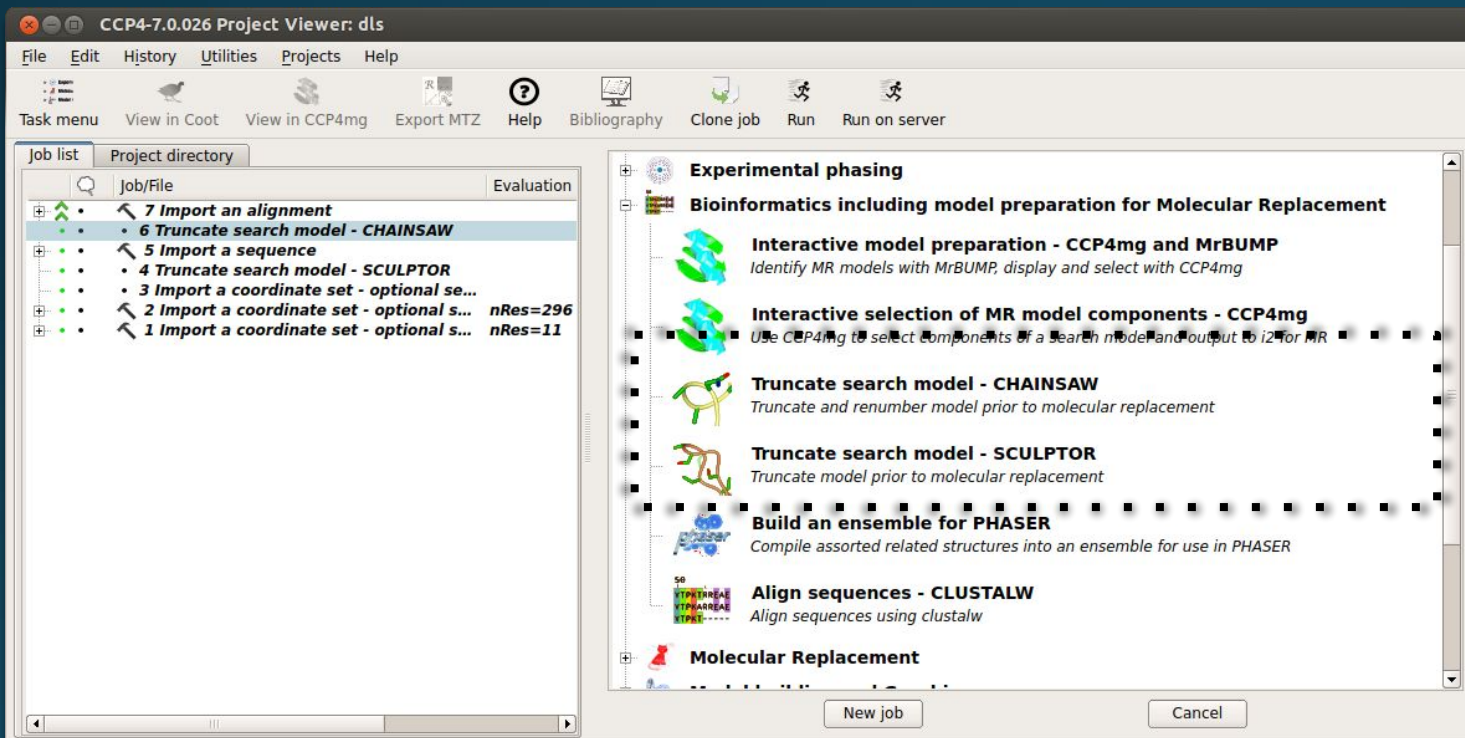 CCP4-7.0.026 Project Viewer: dls
File Edit History Utilities Projects Help
Task menu View in Coot View in CCP4mg Export MTZ Help Bibliography Clone job Run Run on server
Job list Project directory
Job/File Evaluation
7 Import an alignment
6 Truncate search model - CHAINSAW
5 Import a sequence
4 Truncate search model - SCULPTOR
3 Import a coordinate set - optional se...
2 Import a coordinate set - optional s... nRes=296
1 Import a coordinate set - optional s... nRes=11
Experimental phasing
Bioinformatics including model preparation for Molecular Replacement
Interactive model preparation - CCP4mg and MrBUMP
Identify MR models with MrBUMP, display and select with CCP4mg
Interactive selection of MR model components - CCP4mg
Use CCP4mg to select components of a search model and output to i2 for MR
Truncate search model - CHAINSAW
Truncate and renumber model prior to molecular replacement
Truncate search model - SCULPTOR
Truncate model prior to molecular replacement
phaser
Build an ensemble for PHASER
Compile assorted related structures into an ensemble for use in PHASER
50
YTPKTRREAE
YTPKARREAE
YTPKT-----
Align sequences - CLUSTALW
Align sequences using clustalw
Molecular Replacement
New job Cancel